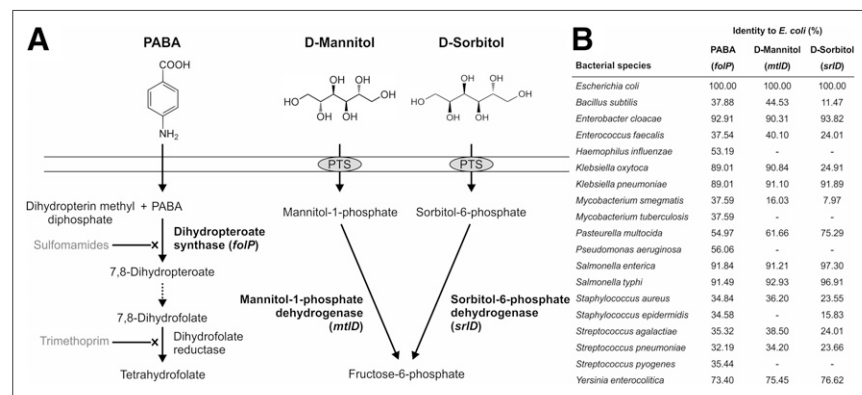 A
PABA
COOH
NH2
D-Mannitol
OH OH
HO OH
OH OH
D-Sorbitol
OH OH
HO OH
OH OH
PTS PTS
Dihydropterin methyl + PABA
diphosphate
Mannitol-1-phosphate Sorbitol-6-phosphate
Dihydropteroate
synthase (folP)
Sulfomamides
7,8-Dihydropteroate
Mannitol-1-phosphate
dehydrogenase
(mtlD)
Sorbitol-6-phosphate
dehydrogenase
(srlD)
7,8-Dihydrofolate
Trimethoprim
Dihydrofolate
reductase
Tetrahydrofolate
Fructose-6-phosphate
B
Identity to E. coli (%)
PABA D-Mannitol D-Sorbitol
Bacterial species (folP) (mtlD) (srlD)
Escherichia coli 100.00 100.00 100.00
Bacillus subtilis 37.88 44.53 11.47
Enterobacter cloacae 92.91 90.31 93.82
Enterococcus faecalis 37.54 40.10 24.01
Haemophilus influenzae 53.19 - -
Klebsiella oxytoca 89.01 90.84 24.91
Klebsiella pneumoniae 89.01 91.10 91.89
Mycobacterium smegmatis 37.59 16.03 7.97
Mycobacterium tuberculosis 37.59 - -
Pasteurella multocida 54.97 61.66 75.29
Pseudomonas aeruginosa 56.06 - -
Salmonella enterica 91.84 91.21 97.30
Salmonella typhi 91.49 92.93 96.91
Staphylococcus aureus 34.84 36.20 23.55
Staphylococcus epidermidis 34.58 - 15.83
Streptococcus agalactiae 35.32 38.50 24.01
Streptococcus pneumoniae 32.19 34.20 23.66
Streptococcus pyogenes 35.44 - -
Yersinia enterocolitica 73.40 75.45 76.62